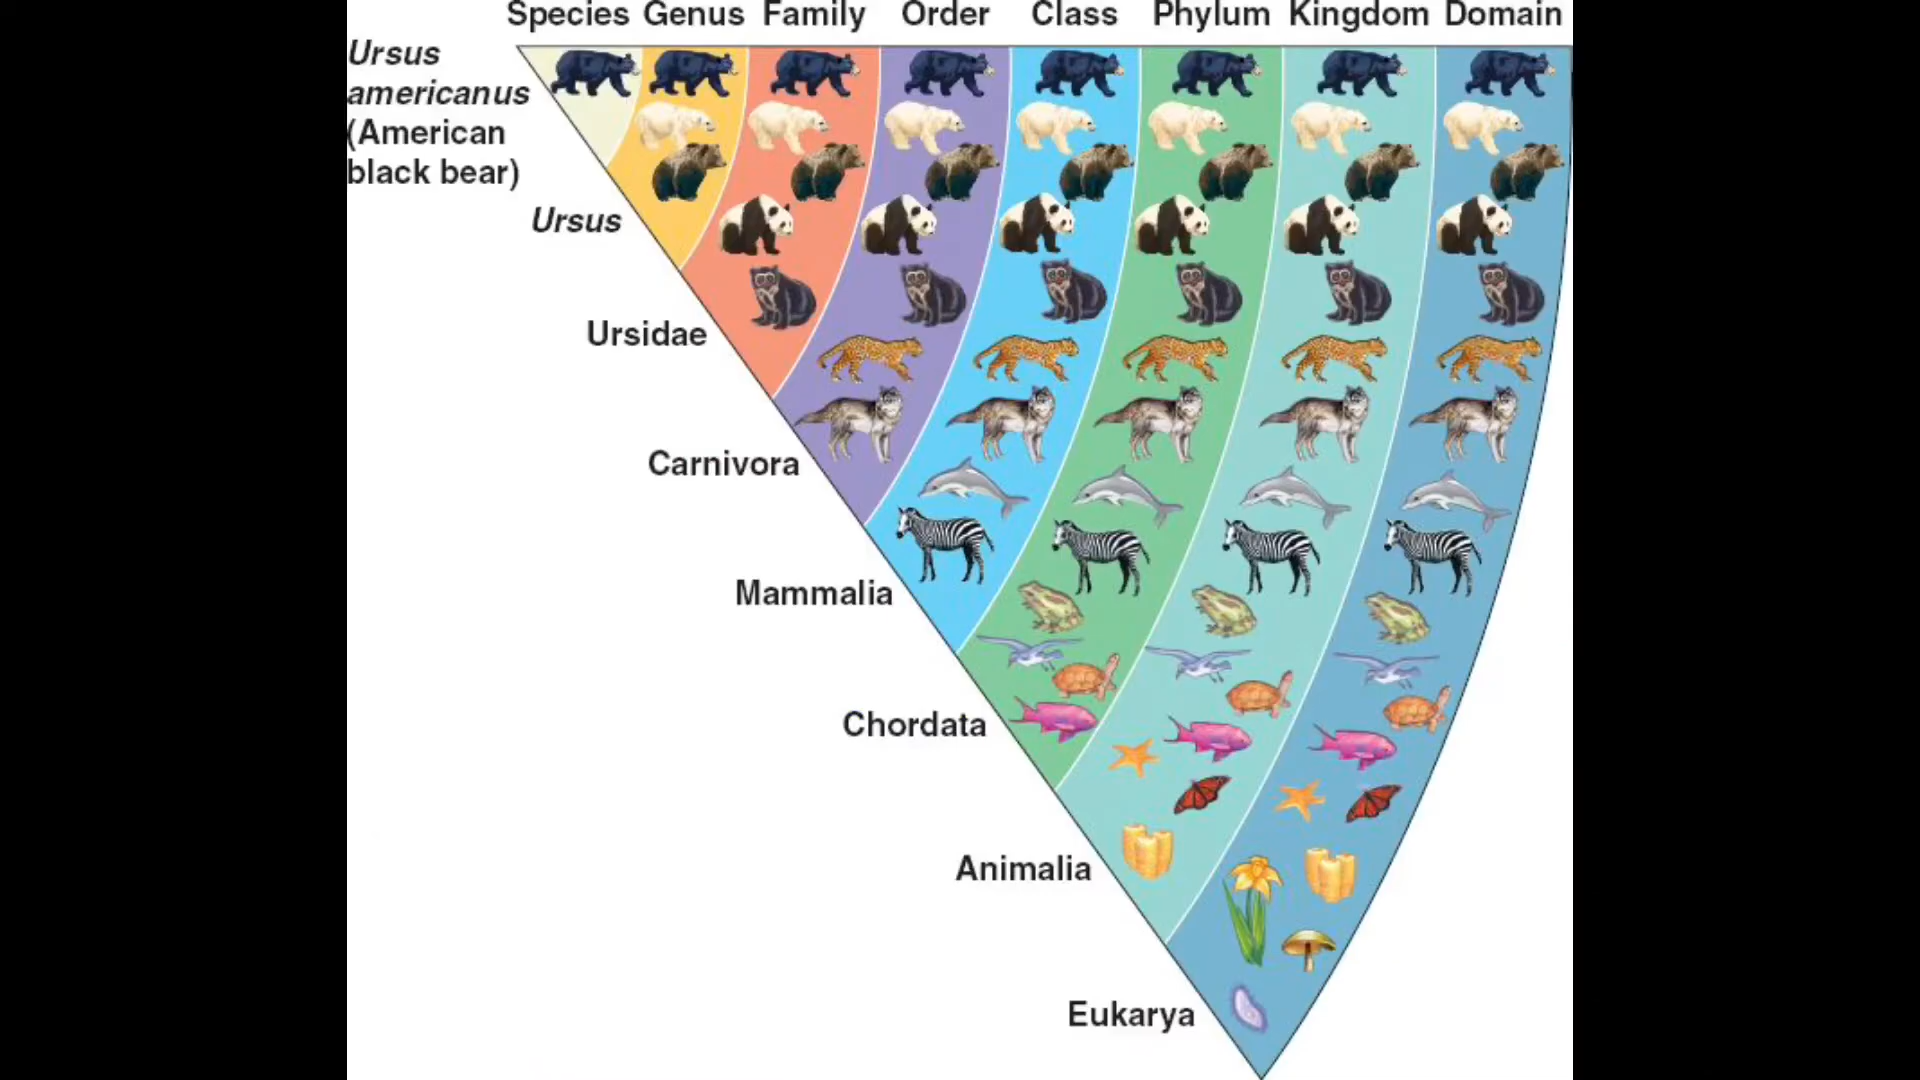 Species Genus Family Order Class Phylum Kingdom Domain
Ursus
americanus
(American
black bear)
Ursus
Ursidae
Carnivora
Mammalia
Chordata
Animalia
Eukarya